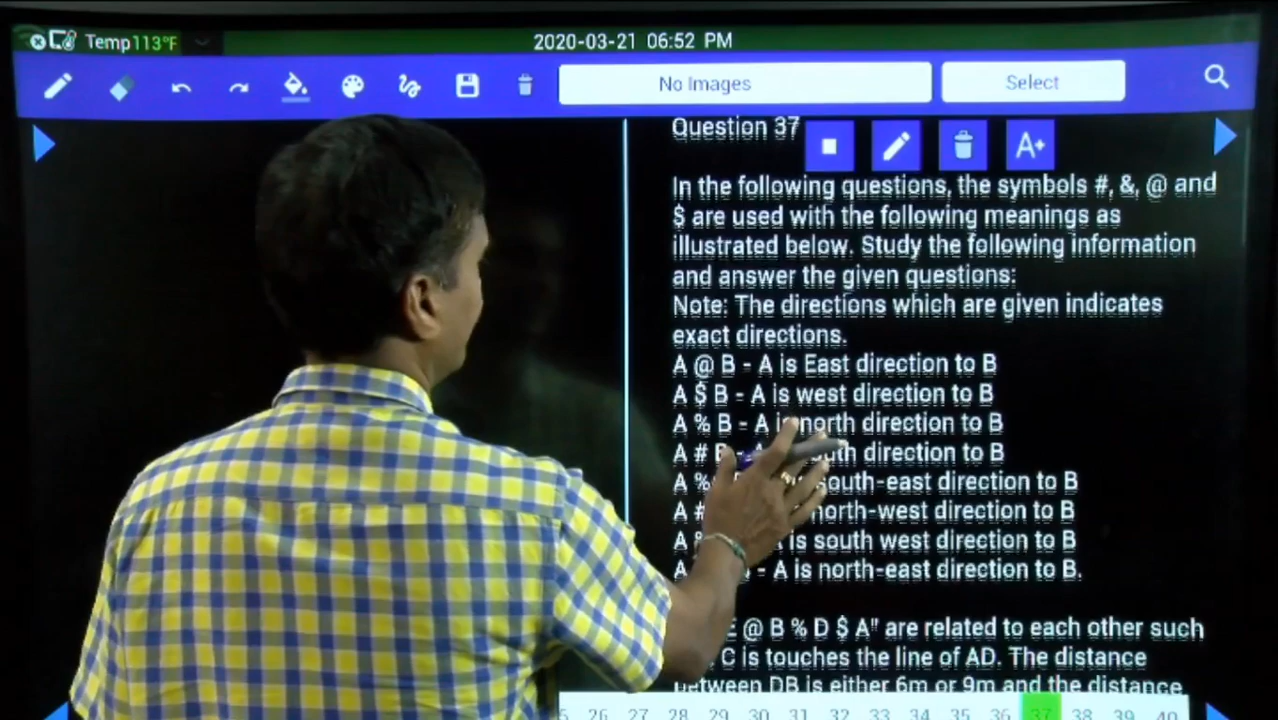 Temp 113°F
2020-03-21 06:52 PM
No Images
Select
Question 37
A+
In the following questions, the symbols #, &, @ and
$ are used with the following meanings as
illustrated below. Study the following information
and answer the given questions:
Note: The directions which are given indicates
exact directions.
A @ B - A is East direction to B
A $ B - A is west direction to B
A % B - A is north direction to B
A # B - direction to B
A south-east direction to B
A # north-west direction to B
A A is south west direction to B
A - A is north-east direction to B.
E @ B % D $ A" are related to each other such
C is touches the line of AD. The distance
between DB is either 6m or 9m and the distance
26 27 28 29 30 31 32 33 34 35 36 37 38 39 40